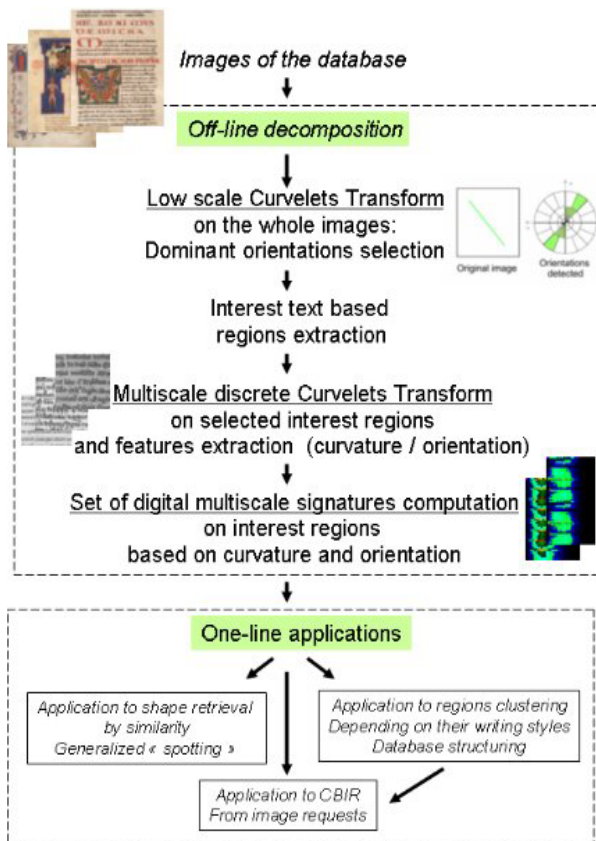 Images of the database
Off-line decomposition
Low scale Curvelets Transform
on the whole images:
Dominant orientations selection
Original image
Orientations
detected
Interest text based
regions extraction
Multiscale discrete Curvelets Transform
on selected interest regions
and features extraction (curvature / orientation)
Set of digital multiscale signatures computation
on interest regions
based on curvature and orientation
One-line applications
Application to shape retrieval
by similarity
Generalized « spotting »
Application to regions clustering
Depending on their writing styles
Database structuring
Application to CBIR
From image requests